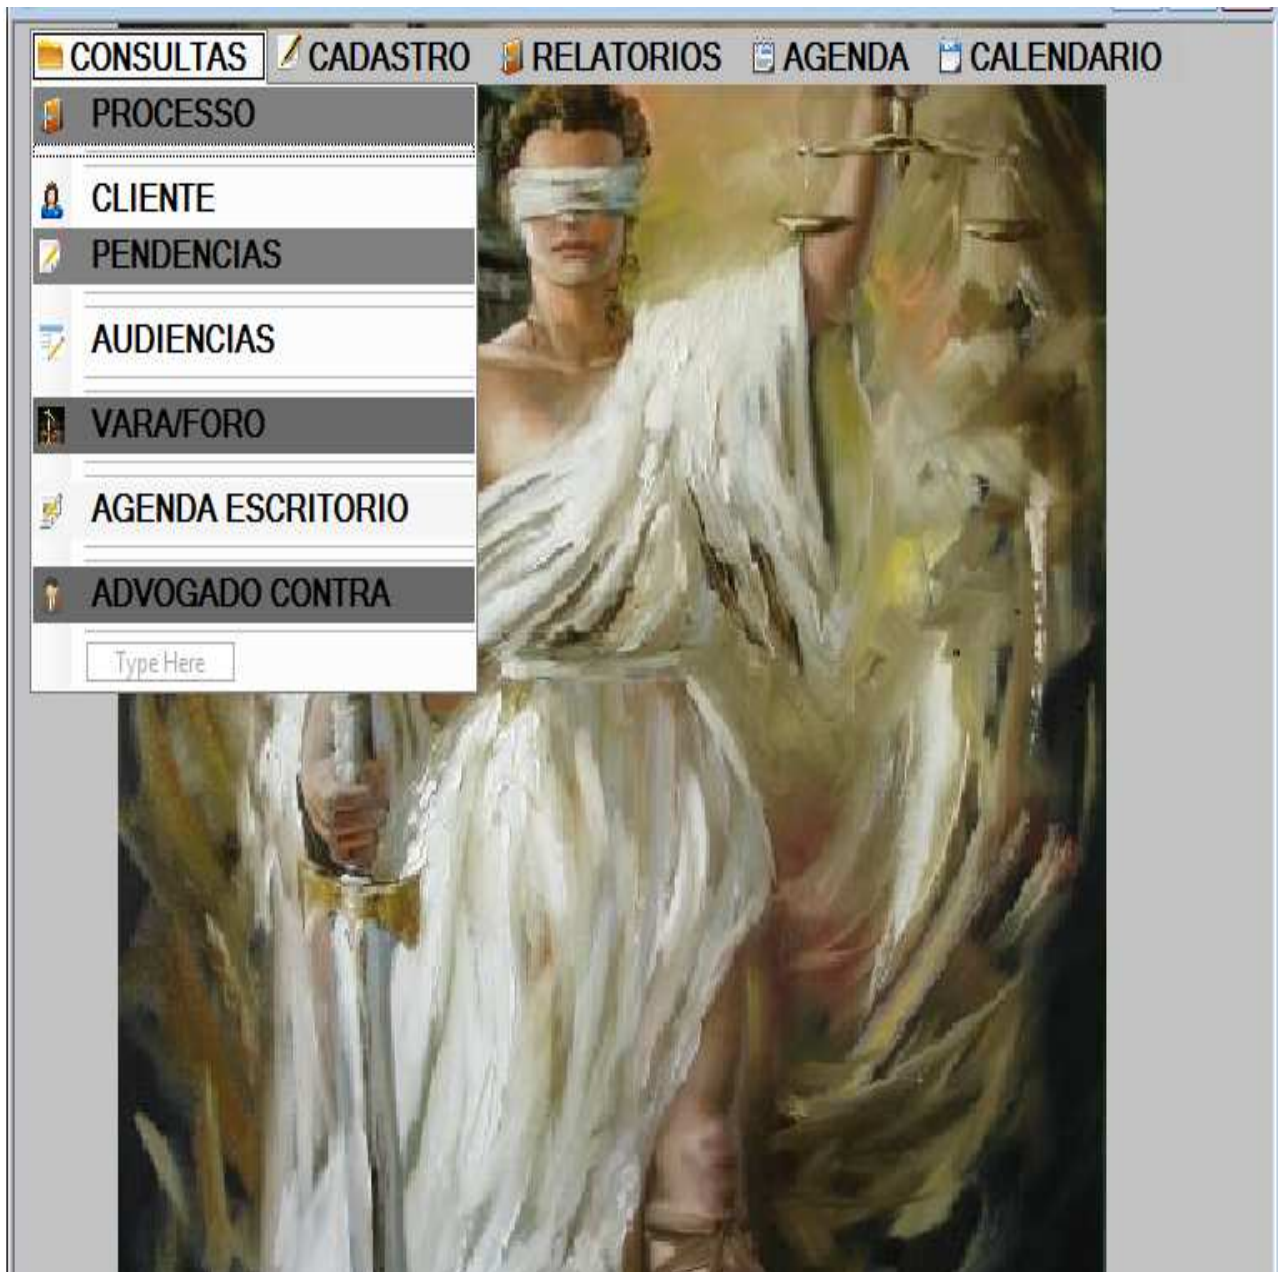 CONSULTAS CADASTRO RELATORIOS AGENDA CALENDARIO
PROCESSO
CLIENTE
PENDENCIAS
AUDIENCIAS
VARA/FORO
AGENDA ESCRITORIO
ADVOGADO CONTRA
Type Here